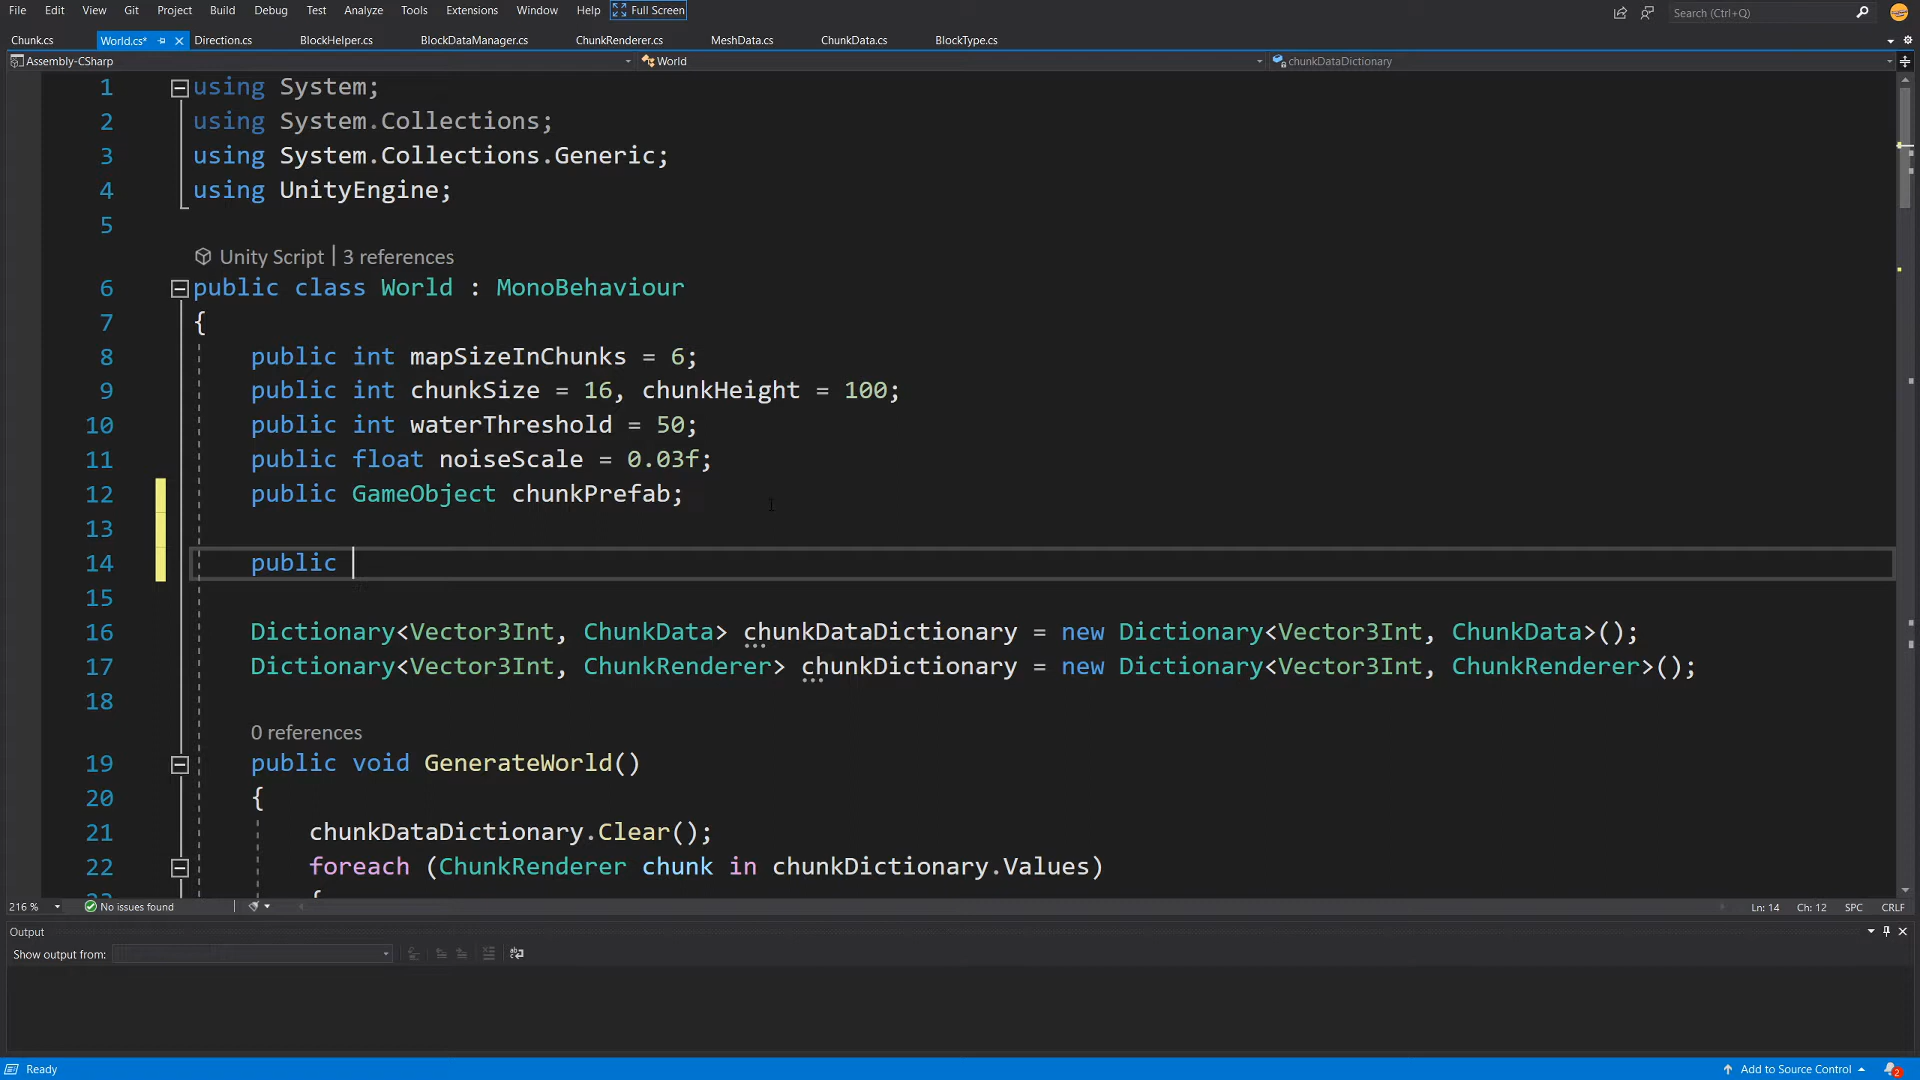 File Edit View Git Project Build Debug Test Analyze Tools Extensions Window Help Full Screen Search (Ctrl+Q)
Chunk.cs World.cs* Direction.cs BlockHelper.cs BlockDataManager.cs ChunkRenderer.cs MeshData.cs ChunkData.cs BlockType.cs
Assembly-CSharp World chunkDataDictionary
1 using System;
2 using System.Collections;
3 using System.Collections.Generic;
4 using UnityEngine;
5
Unity Script | 3 references
6 public class World : MonoBehaviour
7 {
8 public int mapSizeInChunks = 6;
9 public int chunkSize = 16, chunkHeight = 100;
10 public int waterThreshold = 50;
11 public float noiseScale = 0.03f;
12 public GameObject chunkPrefab;
13
14 public
15
16 Dictionary<Vector3Int, ChunkData> chunkDataDictionary = new Dictionary<Vector3Int, ChunkData>();
17 Dictionary<Vector3Int, ChunkRenderer> chunkDictionary = new Dictionary<Vector3Int, ChunkRenderer>();
18
0 references
19 public void GenerateWorld()
20 {
21 chunkDataDictionary.Clear();
22 foreach (ChunkRenderer chunk in chunkDictionary.Values)
23 {
216 % No issues found Ln: 14 Ch: 12 SPC CRLF
Output
Show output from:
Ready Add to Source Control 2